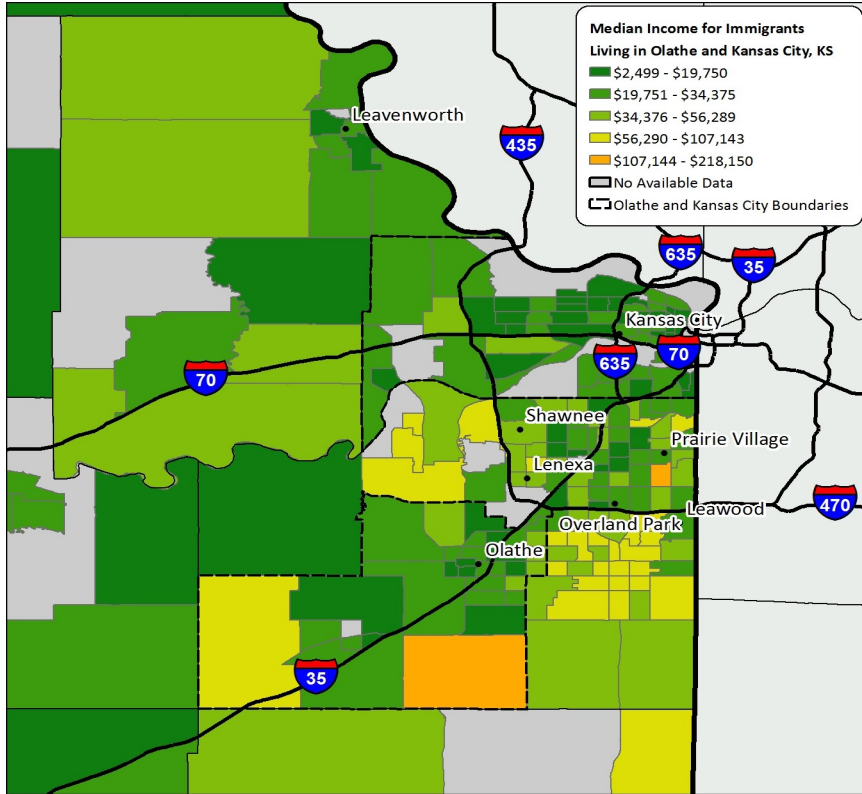 Median Income for Immigrants
Living in Olathe and Kansas City, KS
$2,499 - $19,750
$19,751 - $34,375
$34,376 - $56,289
$56,290 - $107,143
$107,144 - $218,150
No Available Data
Olathe and Kansas City Boundaries
Leavenworth
435
635
35
Kansas City
70
635
70
Shawnee
Prairie Village
Lenexa
Leawood
470
Overland Park
Olathe
35